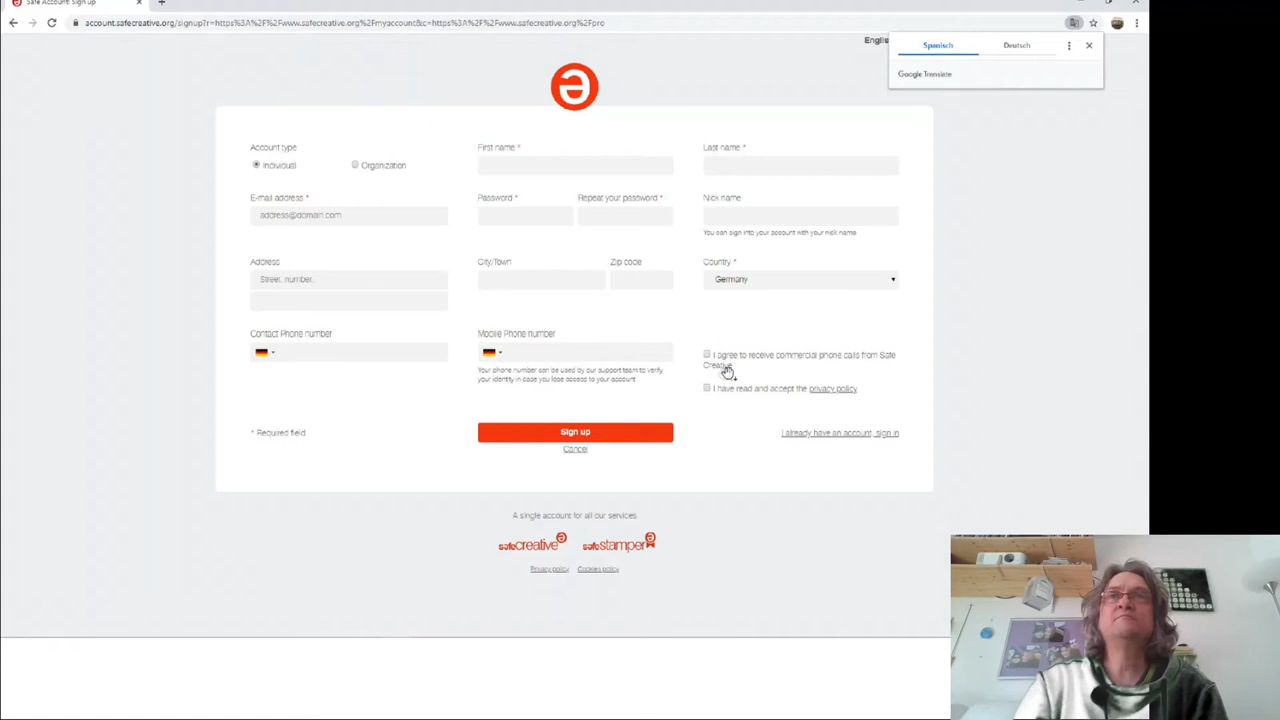 Safe Account: Sign up
account.safecreative.org/signup?r=https%3A%2F%2Fwww.safecreative.org%2Fmyaccount&c=https%3A%2F%2Fwww.safecreative.org%2Fpro
Englis
Spanisch Deutsch
Google Translate
Account type
Individual Organization
First name *
Last name *
E-mail address *
address@domain.com
Password * Repeat your password *
Nick name
You can sign into your account with your nick name
Address
Street, number..
City/Town Zip code
Country *
Germany
Contact Phone number
Mobile Phone number
Your phone number can be used by our support team to verify
your identity in case you lose access to your account
I agree to receive commercial phone calls from Safe
Creative
I have read and accept the privacy policy
* Required field
Sign up
Cancel
I already have an account, sign in
A single account for all our services
safecreative safestamper
Privacy policy Cookies policy